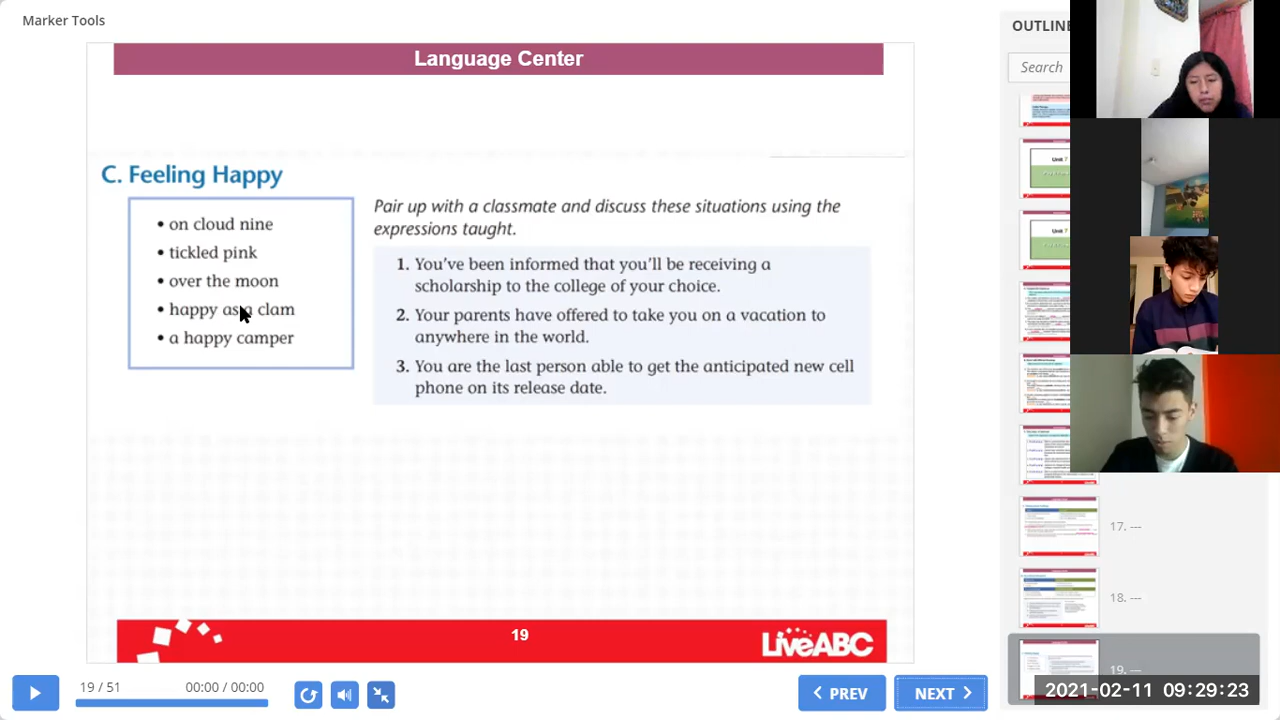 Marker Tools
OUTLINE
Language Center
Search
C. Feeling Happy
• on cloud nine
• tickled pink
• over the moon
• happy as a clam
• a happy camper
Pair up with a classmate and discuss these situations using the
expressions taught.
1. You've been informed that you'll be receiving a
scholarship to the college of your choice.
2. Your parents have offered to take you on a vacation to
anywhere in the world.
3. You are the last person able to get the anticipated new cell
phone on its release date.
Unit 7
Unit 7
17. ---
18. ---
19. ---
19
LiveABC
19 / 51
00:00 / 00:00
PREV
NEXT
2021-02-11 09:29:23